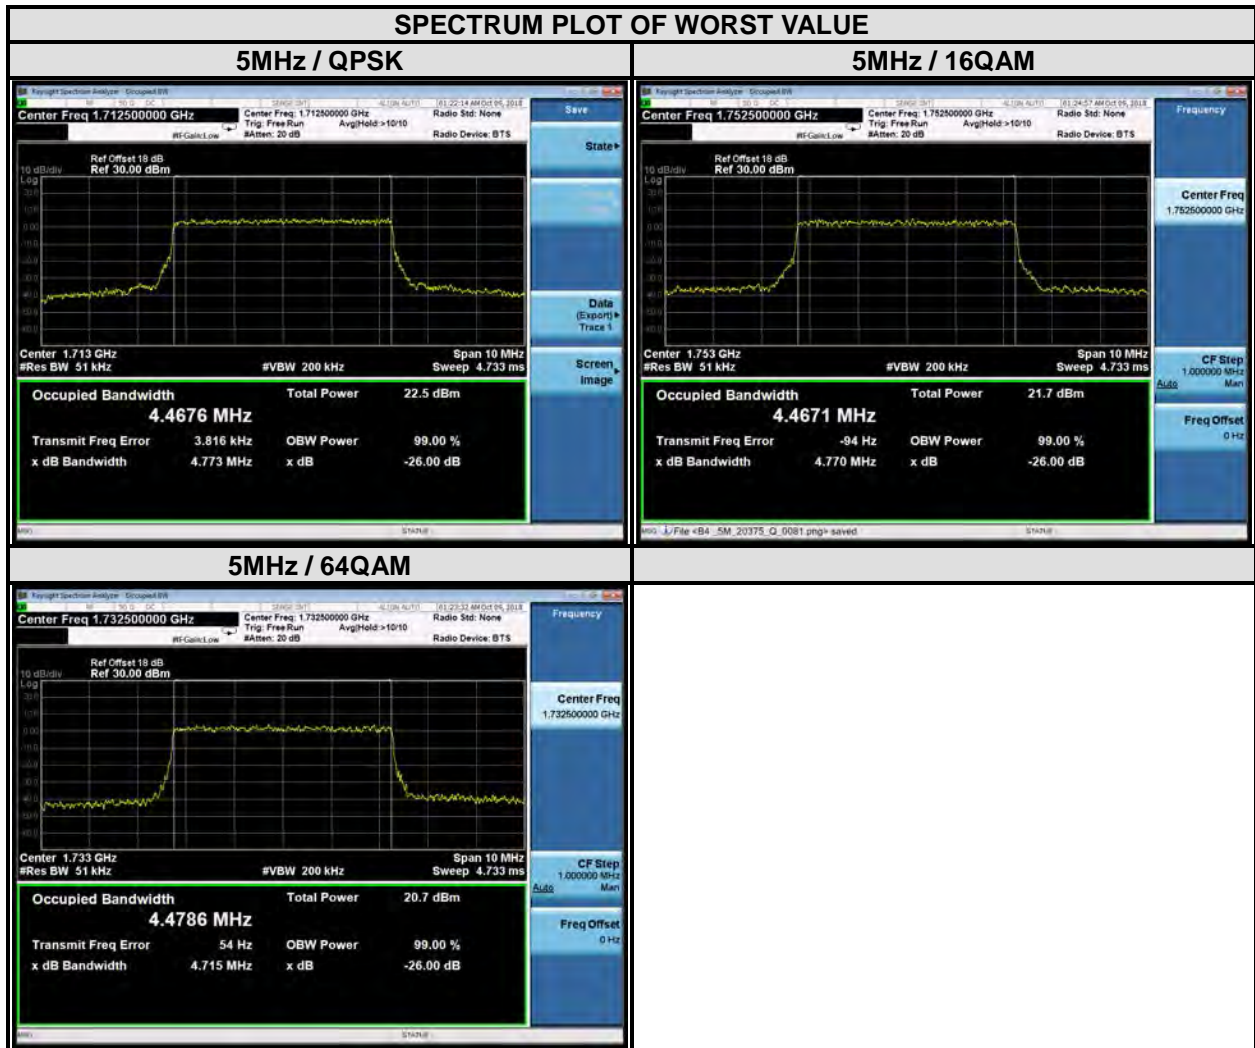 SPECTRUM PLOT OF WORST VALUE
5MHz / QPSK
Center Freq 1.712500000 GHz
Center Freq: 1.712500000 GHz
Radio Std: None
Trig: Free Run Avg|Hold:>10/10
#IFGain:Low #Atten: 20 dB Radio Device: BTS
Save
State
Data
(Export)
Trace 1
Screen
Image
Ref Offset 18 dB
10 dB/div Ref 30.00 dBm
Log
Center 1.713 GHz Span 10 MHz
#Res BW 51 kHz #VBW 200 kHz Sweep 4.733 ms
Occupied Bandwidth Total Power 22.5 dBm
4.4676 MHz
Transmit Freq Error 3.816 kHz OBW Power 99.00 %
x dB Bandwidth 4.773 MHz x dB -26.00 dB
5MHz / 16QAM
Center Freq 1.752500000 GHz
Center Freq: 1.752500000 GHz
Radio Std: None
Trig: Free Run Avg|Hold:>10/10
#IFGain:Low #Atten: 20 dB Radio Device: BTS
Frequency
Center Freq
1.752500000 GHz
CF Step
1.000000 MHz
Auto Man
Freq Offset
0 Hz
Ref Offset 18 dB
10 dB/div Ref 30.00 dBm
Log
Center 1.753 GHz Span 10 MHz
#Res BW 51 kHz #VBW 200 kHz Sweep 4.733 ms
Occupied Bandwidth Total Power 21.7 dBm
4.4671 MHz
Transmit Freq Error -94 Hz OBW Power 99.00 %
x dB Bandwidth 4.770 MHz x dB -26.00 dB
File <B4 _5M_20375_Q_0081.png> saved
5MHz / 64QAM
Center Freq 1.732500000 GHz
Center Freq: 1.732500000 GHz
Radio Std: None
Trig: Free Run Avg|Hold:>10/10
#IFGain:Low #Atten: 20 dB Radio Device: BTS
Frequency
Center Freq
1.732500000 GHz
CF Step
1.000000 MHz
Auto Man
Freq Offset
0 Hz
Ref Offset 18 dB
10 dB/div Ref 30.00 dBm
Log
Center 1.733 GHz Span 10 MHz
#Res BW 51 kHz #VBW 200 kHz Sweep 4.733 ms
Occupied Bandwidth Total Power 20.7 dBm
4.4786 MHz
Transmit Freq Error 54 Hz OBW Power 99.00 %
x dB Bandwidth 4.715 MHz x dB -26.00 dB